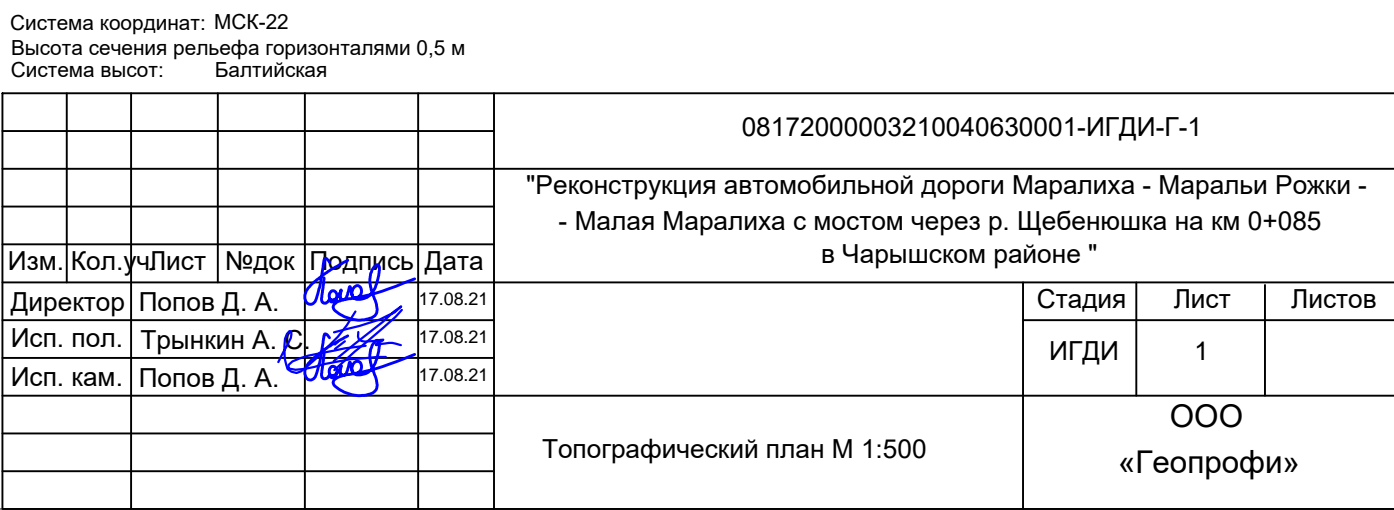 Система координат: МСК-22
Высота сечения рельефа горизонталями 0,5 м
Система высот: Балтийская
08172000003210040630001-ИГДИ-Г-1
"Реконструкция автомобильной дороги Маралиха - Маральи Рожки -
- Малая Маралиха с мостом через р. Щебенюшка на км 0+085
в Чарышском районе "
Изм. Кол.уч Лист №док Подпись Дата
Директор Попов Д. А. 17.08.21 Стадия Лист Листов
Исп. пол. Трынкин А. С. 17.08.21 ИГДИ 1
Исп. кам. Попов Д. А. 17.08.21
Топографический план М 1:500
ООО
«Геопрофи»